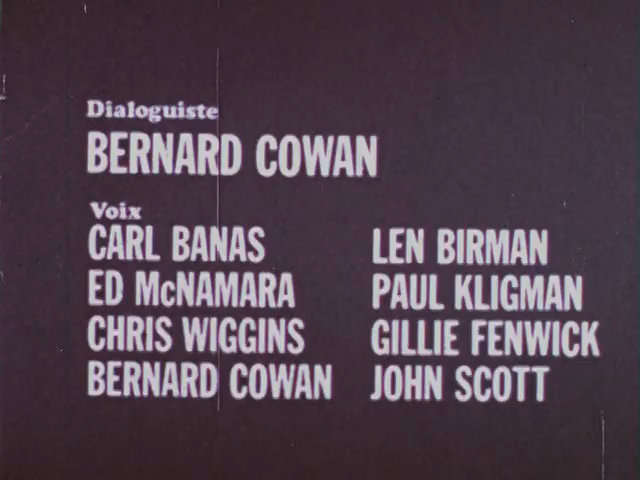 Dialoguiste
BERNARD COWAN
Voix
CARL BANAS
ED McNAMARA
CHRIS WIGGINS
BERNARD COWAN
LEN BIRMAN
PAUL KLIGMAN
GILLIE FENWICK
JOHN SCOTT